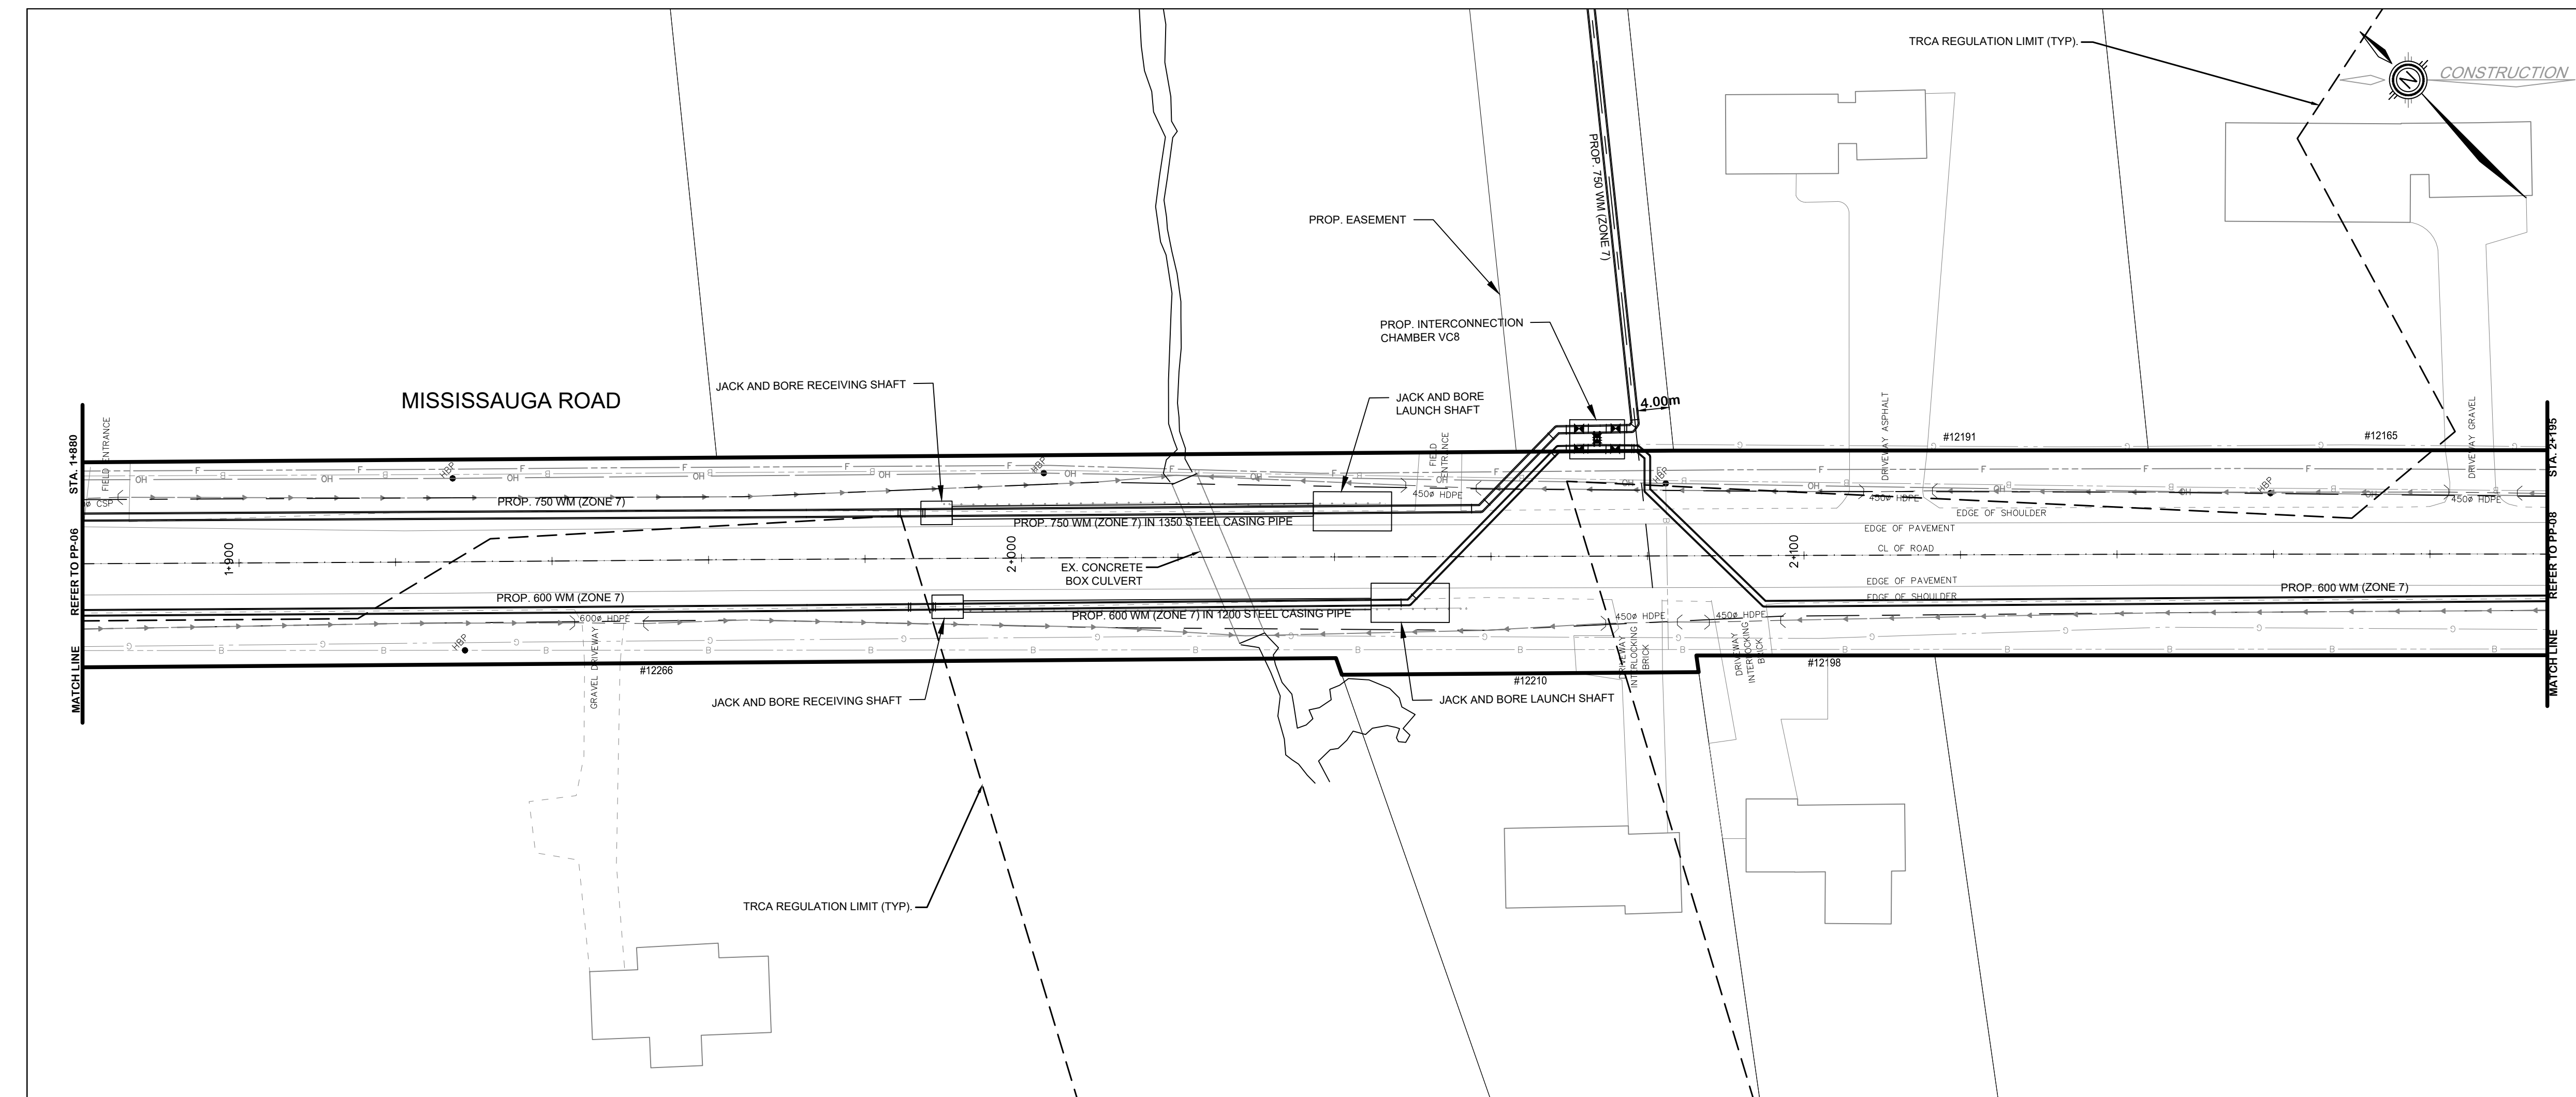 TRCA REGULATION LIMIT (TYP).
N
CONSTRUCTION
PROP. 750 WM (ZONE 7)
PROP. EASEMENT
PROP. INTERCONNECTION
CHAMBER VC8
JACK AND BORE RECEIVING SHAFT
JACK AND BORE
LAUNCH SHAFT
4.00m
MISSISSAUGA ROAD
STA. 1+880
FIELD ENTRANCE
FIELD
ENTRANCE
DRIVEWAY ASPHALT
#12191
#12165
DRIVEWAY GRAVEL
STA. 2+195
HBP
HBP
HBP
HBP
CSP
PROP. 750 WM (ZONE 7)
450ø HDPE
450ø HDPE
450ø HDPE
PROP. 750 WM (ZONE 7) IN 1350 STEEL CASING PIPE
EDGE OF SHOULDER
EDGE OF PAVEMENT
REFER TO PP-06
1+900
2+000
2+100
CL OF ROAD
REFER TO PP-08
EX. CONCRETE
BOX CULVERT
EDGE OF PAVEMENT
PROP. 600 WM (ZONE 7)
EDGE OF SHOULDER
PROP. 600 WM (ZONE 7)
PROP. 600 WM (ZONE 7) IN 1200 STEEL CASING PIPE
600ø HDPE
450ø HDPE
450ø HDPE
HBP
MATCH LINE
GRAVEL DRIVEWAY
#12266
#12210
DRIVEWAY
INTERLOCKING
BRICK
DRIVEWAY
INTERLOCKING
BRICK
#12198
MATCH LINE
JACK AND BORE RECEIVING SHAFT
JACK AND BORE LAUNCH SHAFT
TRCA REGULATION LIMIT (TYP).